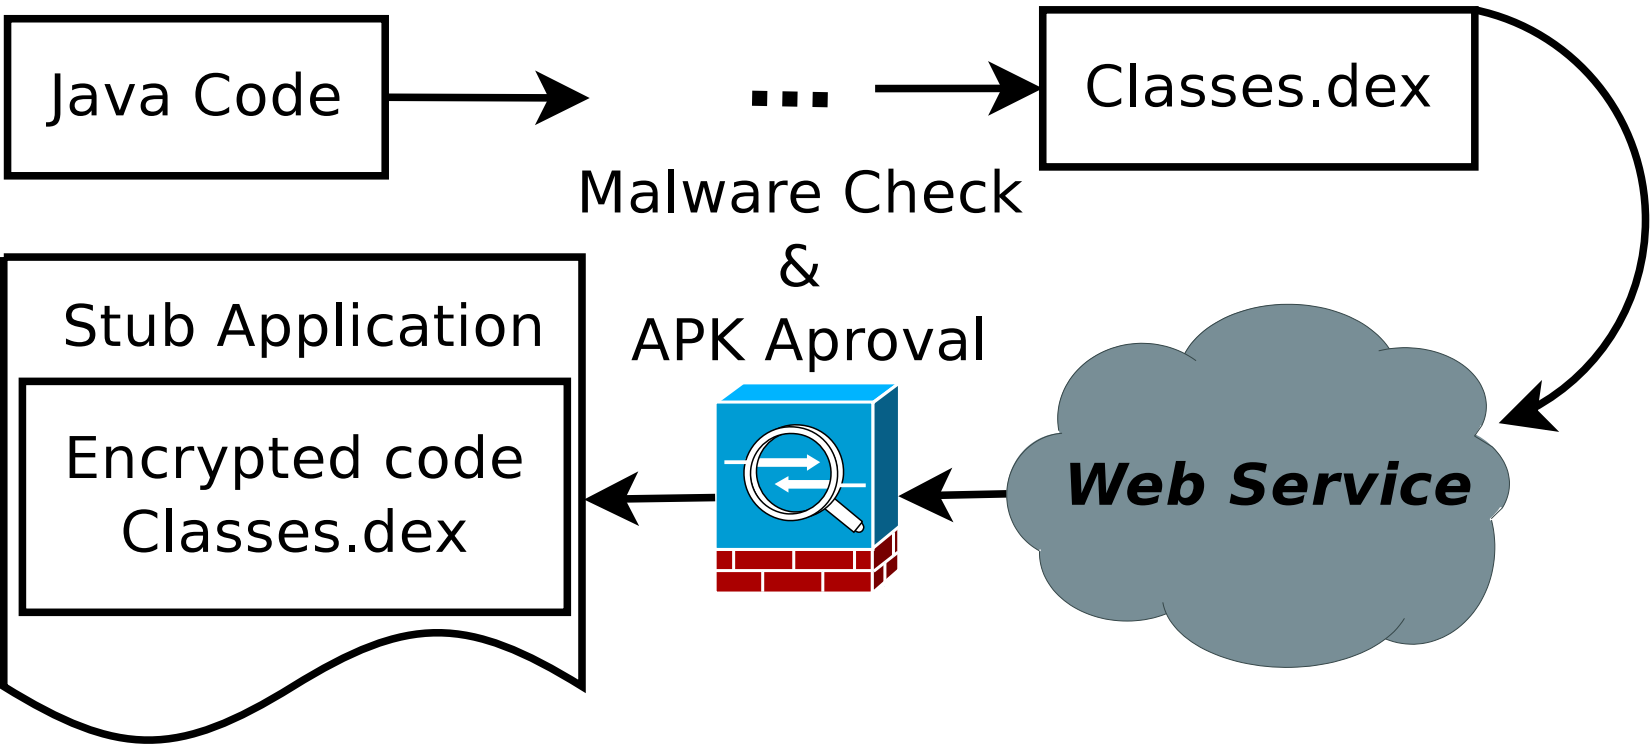 Java Code
...
Classes.dex
Malware Check
&
APK Aproval
Stub Application
Encrypted code
Classes.dex
Web Service